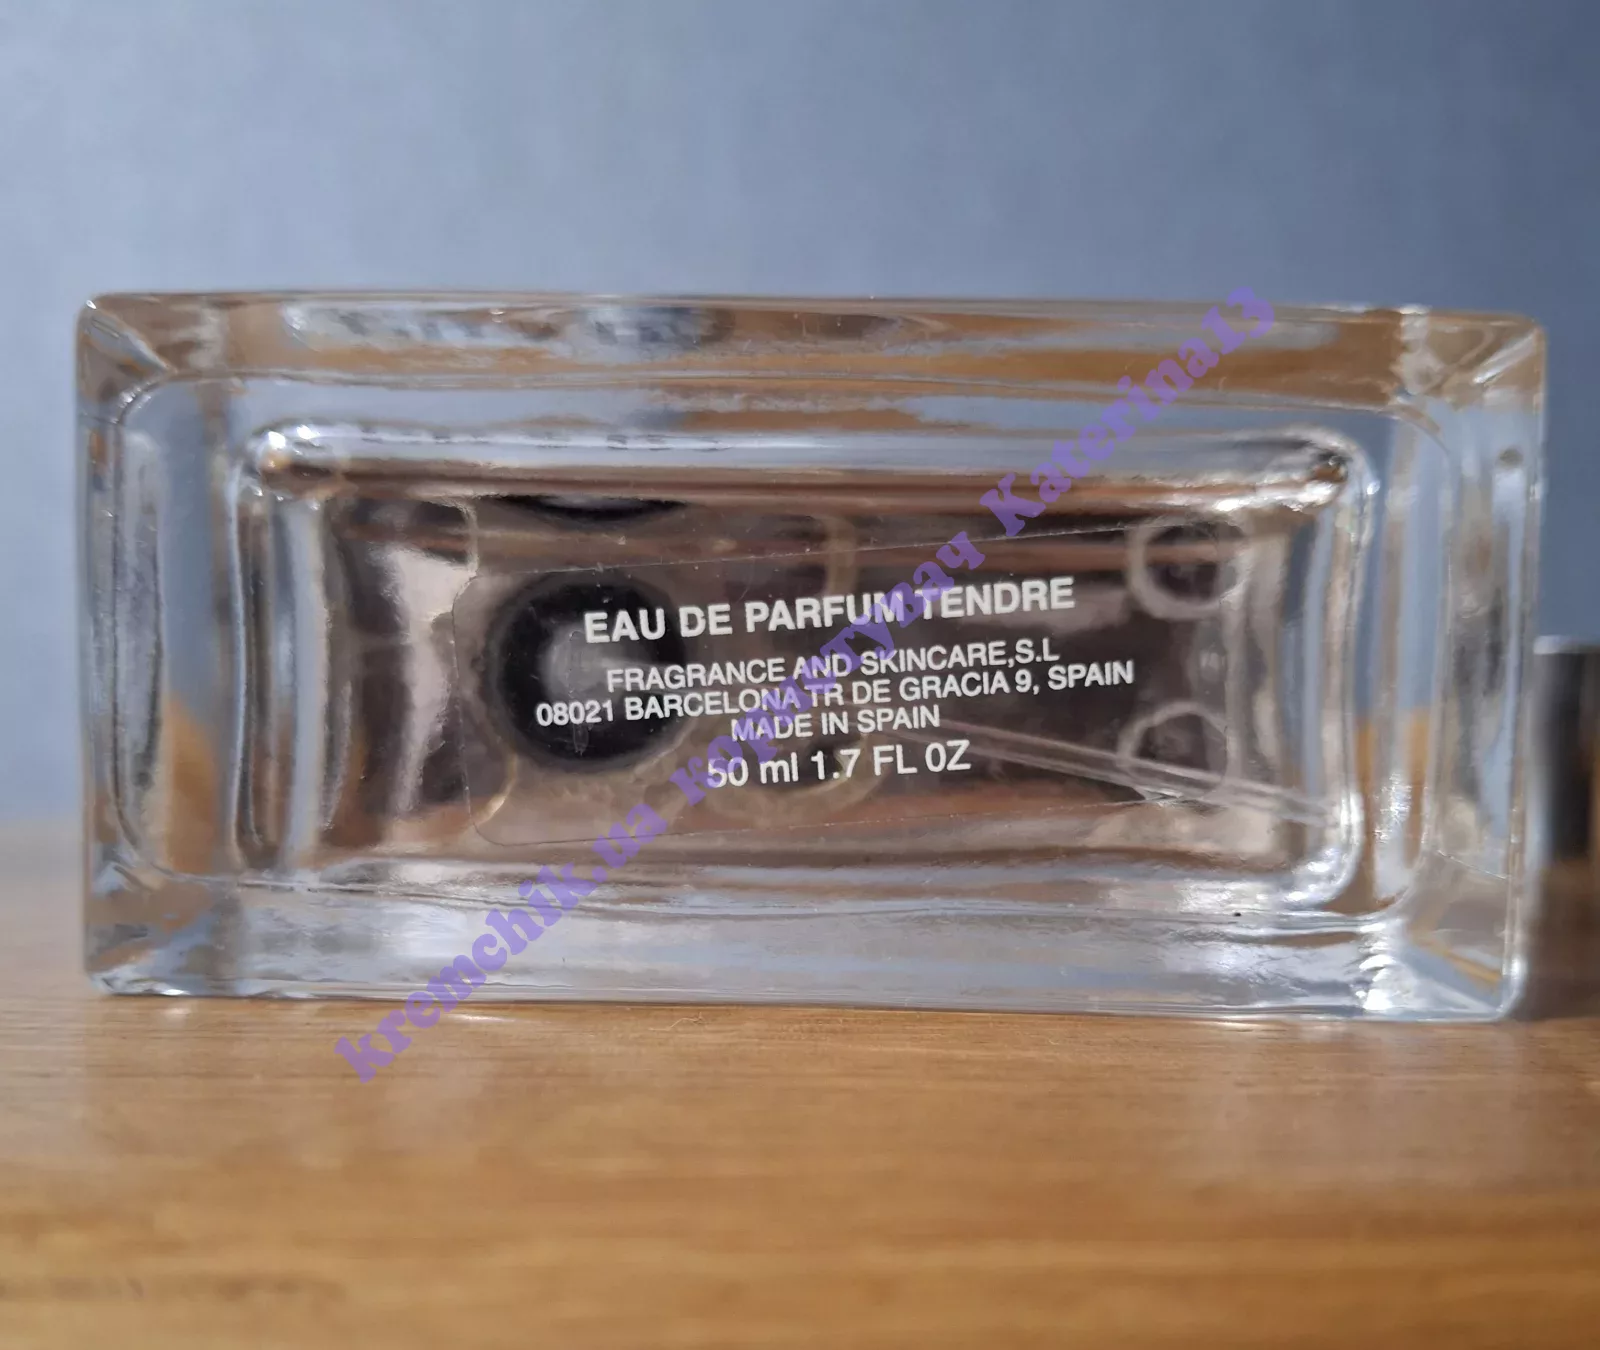 EAU DE PARFUM TENDRE
FRAGRANCE AND SKINCARE,S.L
08021 BARCELONA TR DE GRACIA 9, SPAIN
MADE IN SPAIN
50 ml 1.7 FL 0Z
kremchik.ua користувач Katerina13